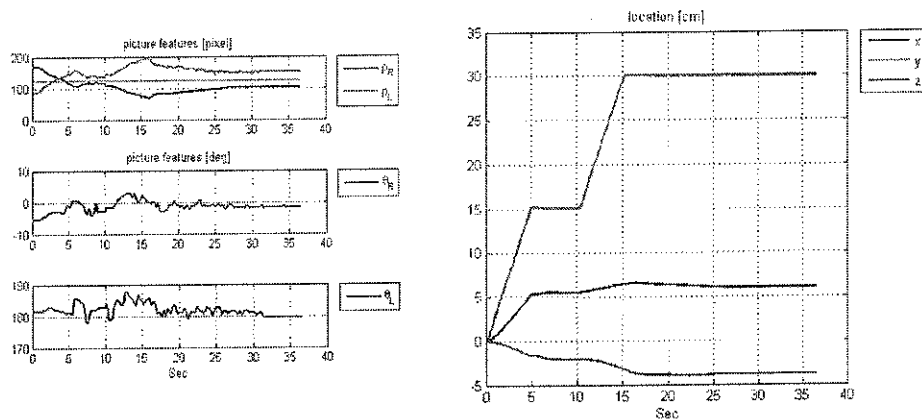 picture features [pixel]
200
100
0
0 5 10 15 20 25 30 35 40
ρR
ρL
picture features [deg]
10
0
-10
0 5 10 15 20 25 30 35 40
θR
190
180
170
0 5 10 15 20 25 30 35 40
Sec
θL
location [cm]
35
30
25
20
15
10
5
0
-5
0 5 10 15 20 25 30 35 40
Sec
x
y
z